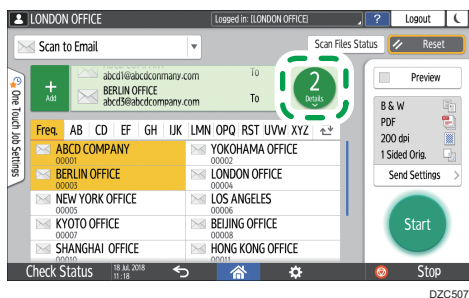 LONDON OFFICE
Logged in: [LONDON OFFICE]
?
Logout
Scan to Email
Scan Files Status
Reset
One Touch Job Settings
+
Add
abcd1@abcdconmany.com
To
BERLIN OFFICE
abcd3@abcdcompany.com
To
2
Details
Preview
B & W
PDF
200 dpi
1 Sided Orig.
Send Settings
Start
Freq. AB CD EF GH IJK LMN OPQ RST UVW XYZ
ABCD COMPANY
00001
YOKOHAMA OFFICE
00002
BERLIN OFFICE
00003
LONDON OFFICE
00004
NEW YORK OFFICE
00005
LOS ANGELES
00006
KYOTO OFFICE
00007
BEIJING OFFICE
00008
SHANGHAI OFFICE
HONG KONG OFFICE
Check Status
18 Jul. 2018
11:18
Stop
DZC507